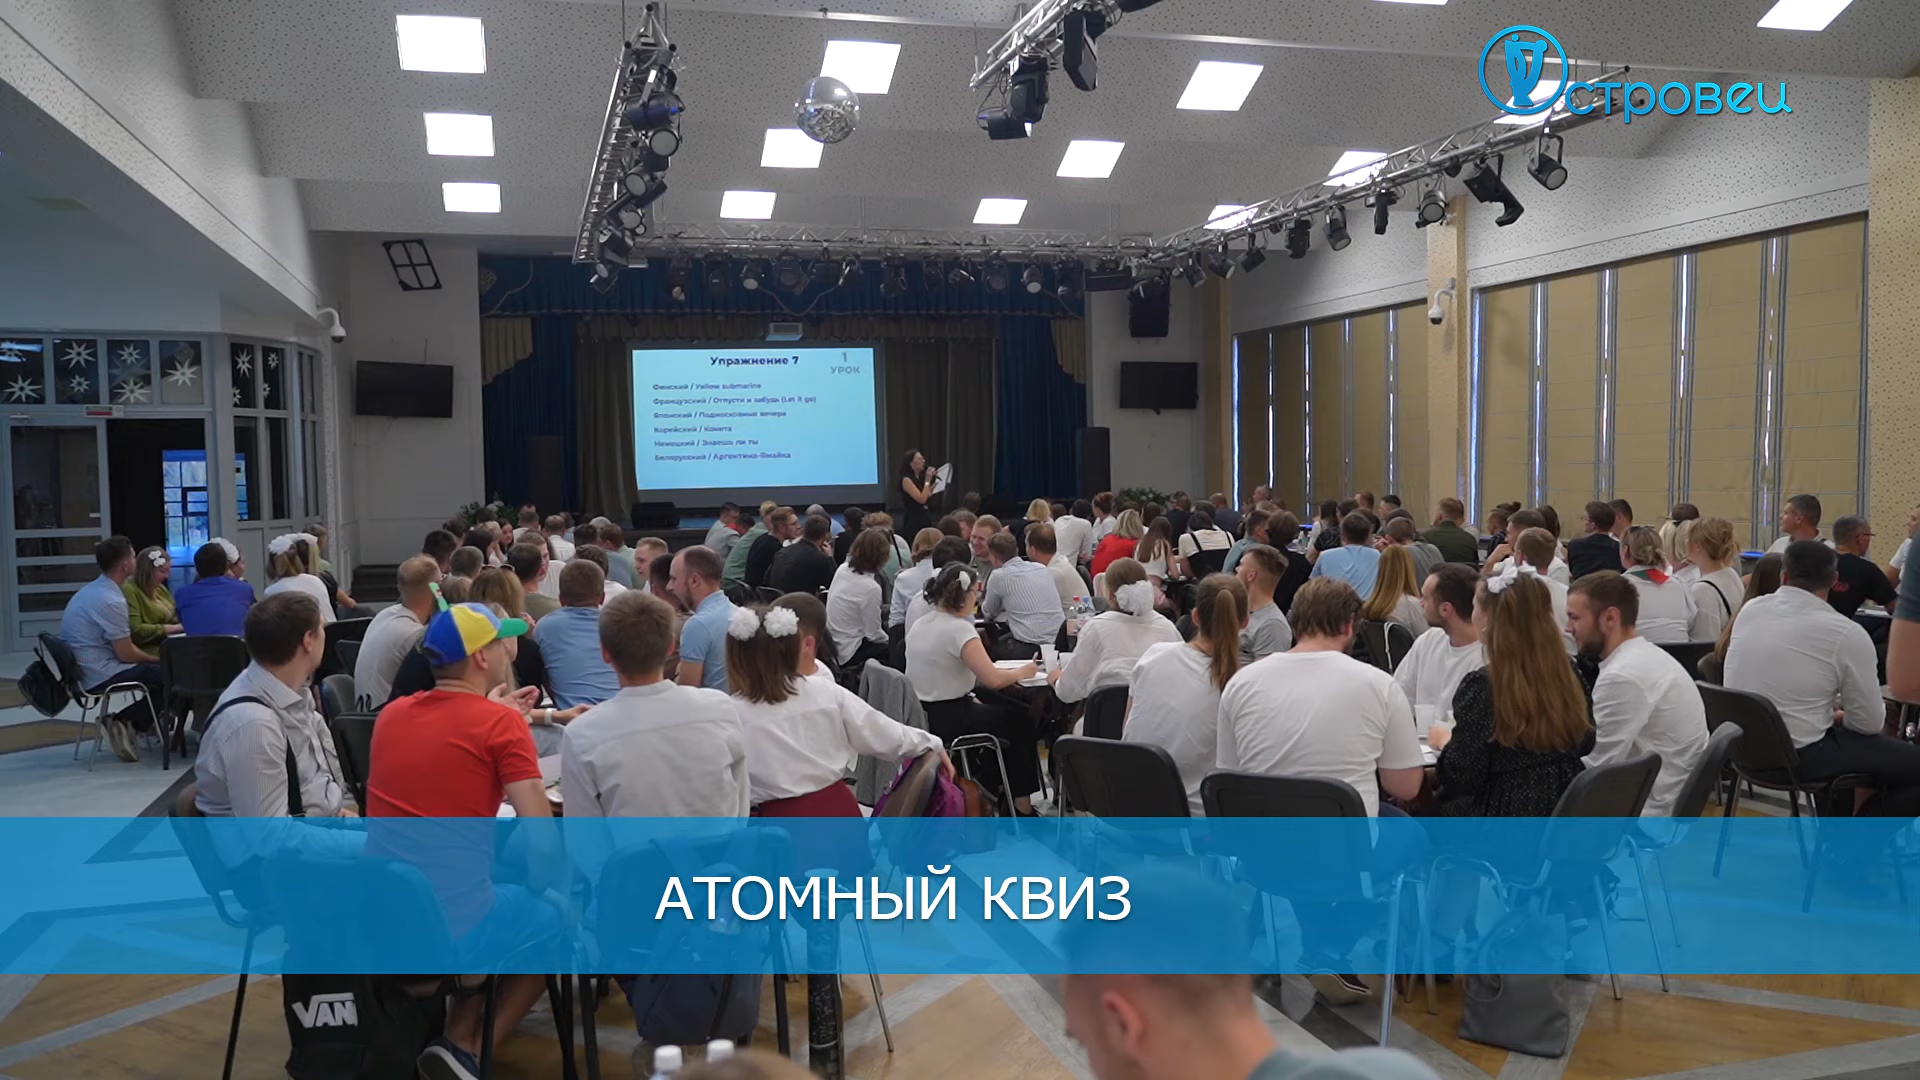 Островец
Упражнение 7
1
УРОК
Финский / Yellow submarine
Французский / Отпусти и забудь (Let it go)
Японский / Подмосковные вечера
Корейский / Комета
Немецкий / Знаешь ли ты
Белорусский / Аргентина-Ямайка
АТОМНЫЙ КВИЗ
VAN